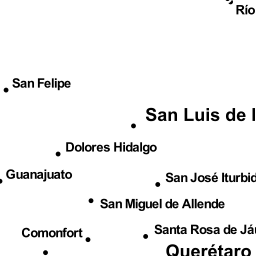 Río
San Felipe
San Luis de l
Dolores Hidalgo
Guanajuato
San José Iturbid
San Miguel de Allende
Santa Rosa de Jáu
Comonfort
Querétaro